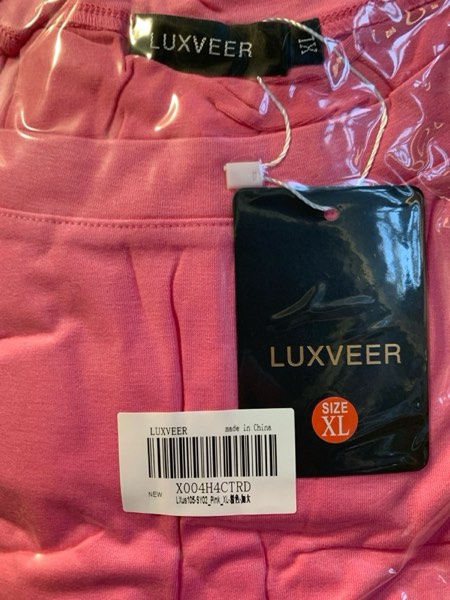 LUXVEER
XL
LUXVEER
SIZE
XL
LUXVEER made in China
NEW X004H4CTRD